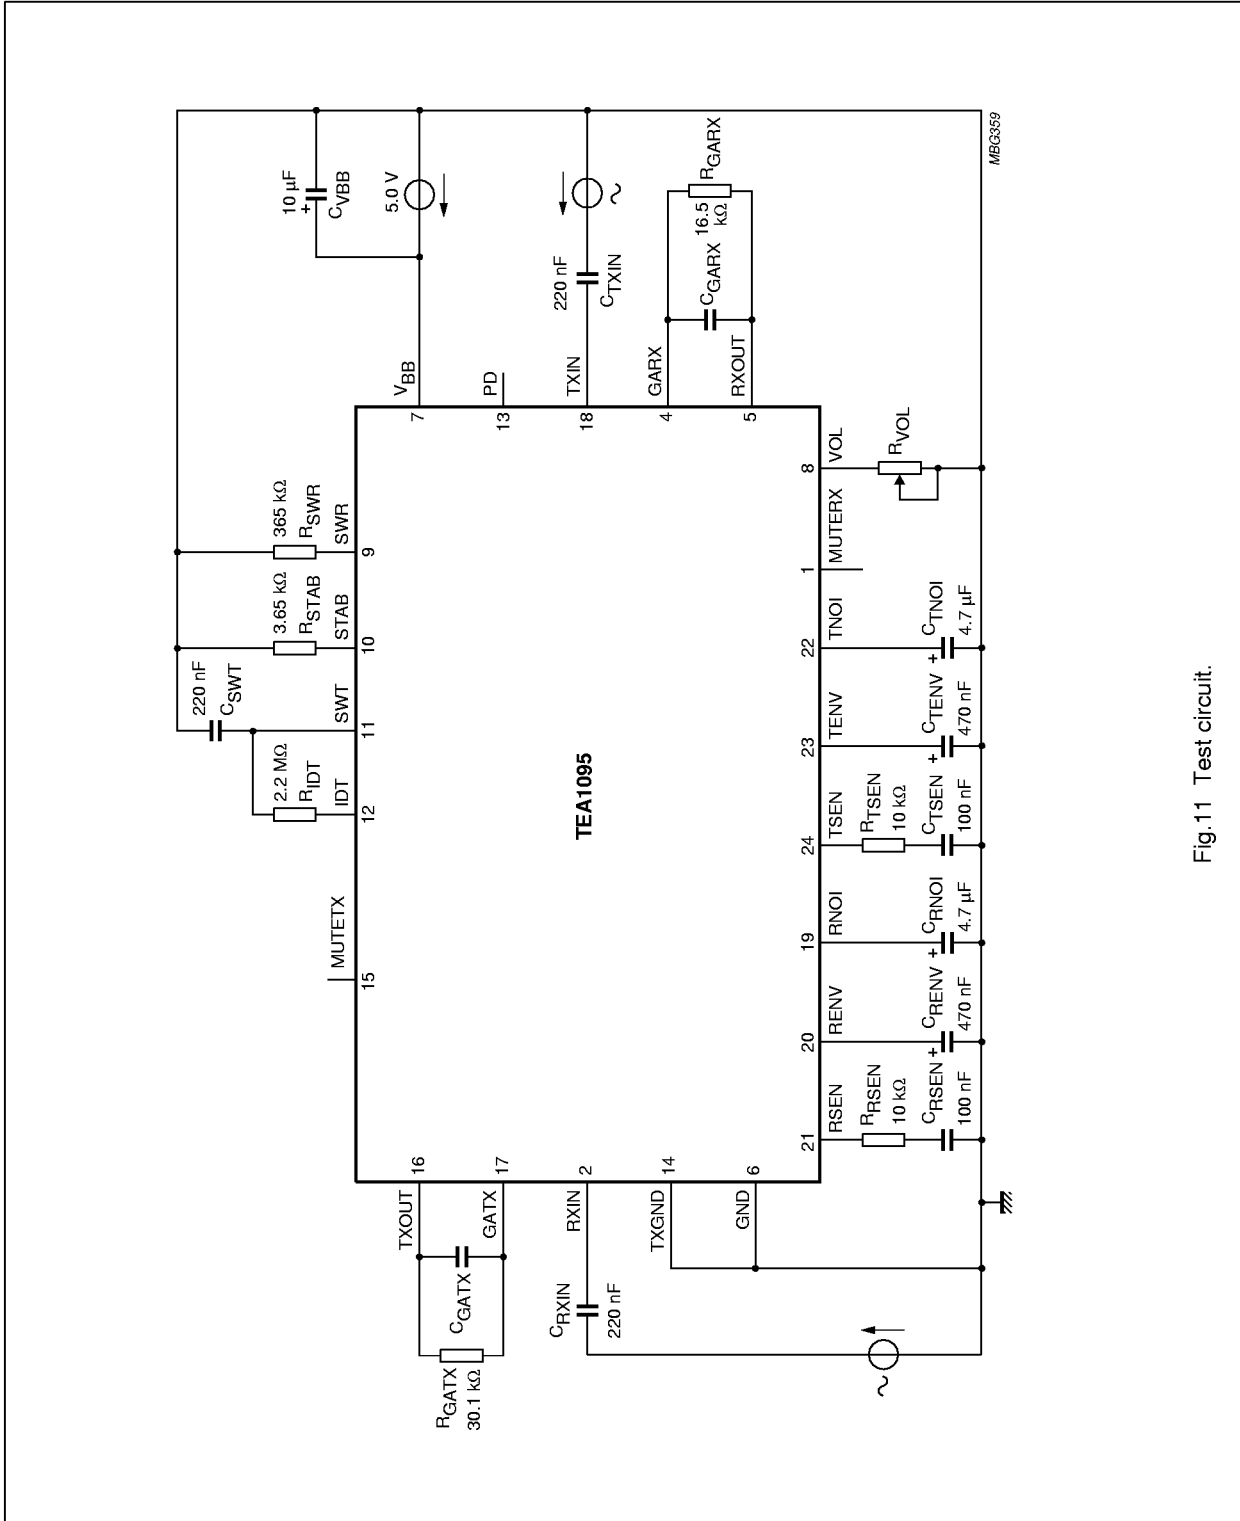 MBG359
10 µF
+
CVBB
5.0 V
~
220 nF
CTXIN
RGARX
16.5
kΩ
CGARX
VBB
PD
TXIN
GARX
RXOUT
7
13
18
4
5
365 kΩ
RSWR
SWR
9
3.65 kΩ
RSTAB
STAB
10
220 nF
CSWT
SWT
11
2.2 MΩ
RIDT
IDT
12
MUTETX
15
TEA1095
8
VOL
RVOL
1
MUTERX
22
TNOI
CTNOI
+
4.7 µF
23
TENV
CTENV
+
470 nF
24
TSEN
RTSEN
10 kΩ
CTSEN
100 nF
19
RNOI
CRNOI
+
4.7 µF
20
RENV
CRENV
+
470 nF
21
RSEN
RRSEN
10 kΩ
CRSEN
100 nF
16
17
2
14
6
TXOUT
GATX
RXIN
TXGND
GND
CGATX
RGATX
30.1 kΩ
CRXIN
220 nF
~
Fig.11 Test circuit.